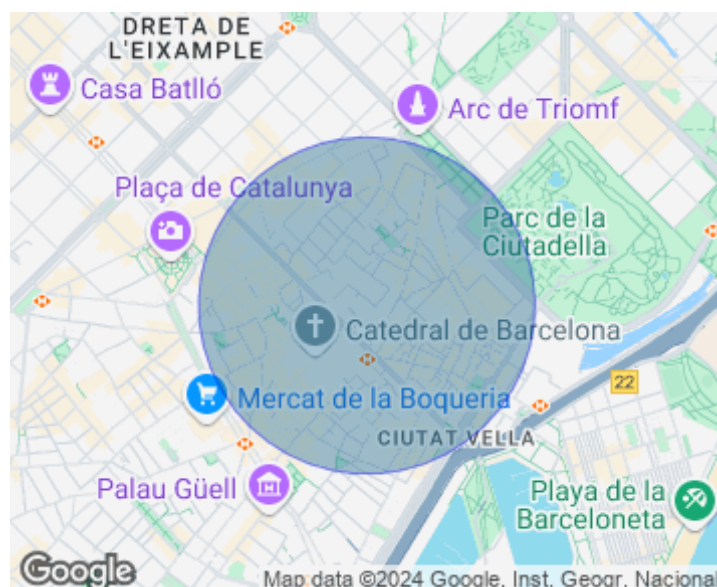 DRETA DE
L'EIXAMPLE
Casa Batlló
Arc de Triomf
Plaça de Catalunya
Parc de la
Ciutadella
Catedral de Barcelona
22
Mercat de la Boqueria
CIUTAT VELLA
Palau Güell
Playa de la
Barceloneta
Google
Map data ©2024 Google, Inst. Geogr. Nacional